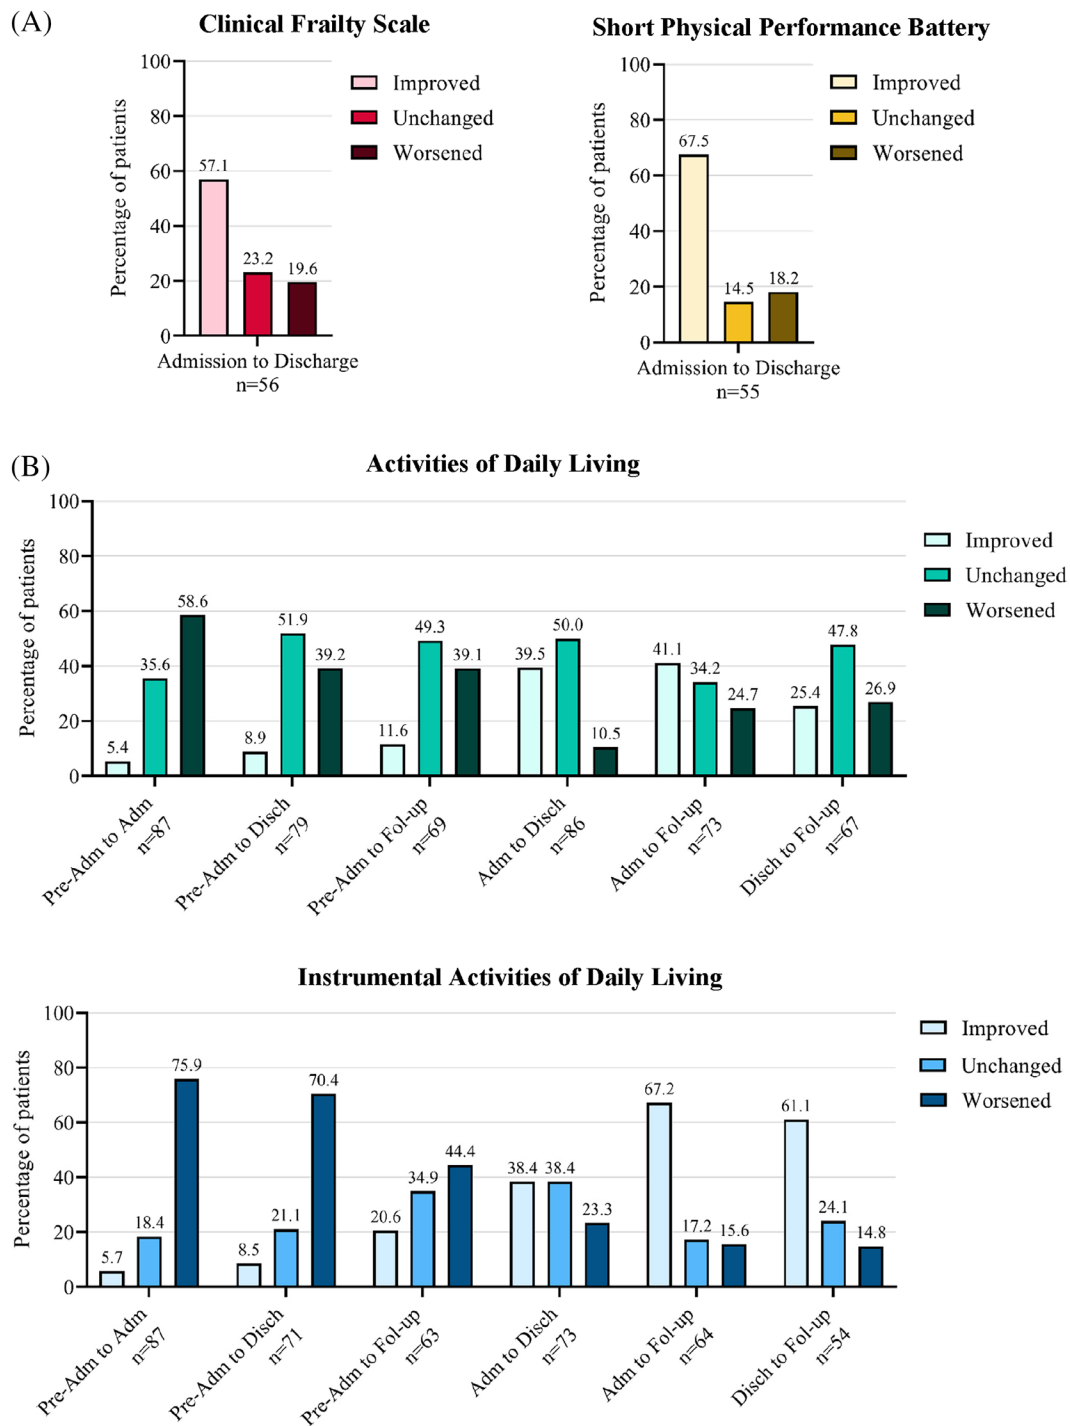 (A)
Clinical Frailty Scale
Percentage of patients
100
80
60
40
20
0
57.1
23.2
19.6
Admission to Discharge
n=56
Improved
Unchanged
Worsened
Short Physical Performance Battery
Percentage of patients
100
80
60
40
20
0
67.5
14.5
18.2
Admission to Discharge
n=55
Improved
Unchanged
Worsened
(B)
Activities of Daily Living
Percentage of patients
100
80
60
40
20
0
5.4
35.6
58.6
8.9
51.9
39.2
11.6
49.3
39.1
39.5
50.0
10.5
41.1
34.2
24.7
25.4
47.8
26.9
Pre-Adm to Adm
n=87
Pre-Adm to Disch
n=79
Pre-Adm to Fol-up
n=69
Adm to Disch
n=86
Adm to Fol-up
n=73
Disch to Fol-up
n=67
Improved
Unchanged
Worsened
Instrumental Activities of Daily Living
Percentage of patients
100
80
60
40
20
0
5.7
18.4
75.9
8.5
21.1
70.4
20.6
34.9
44.4
38.4
38.4
23.3
67.2
17.2
15.6
61.1
24.1
14.8
Pre-Adm to Adm
n=87
Pre-Adm to Disch
n=71
Pre-Adm to Fol-up
n=63
Adm to Disch
n=73
Adm to Fol-up
n=64
Disch to Fol-up
n=54
Improved
Unchanged
Worsened